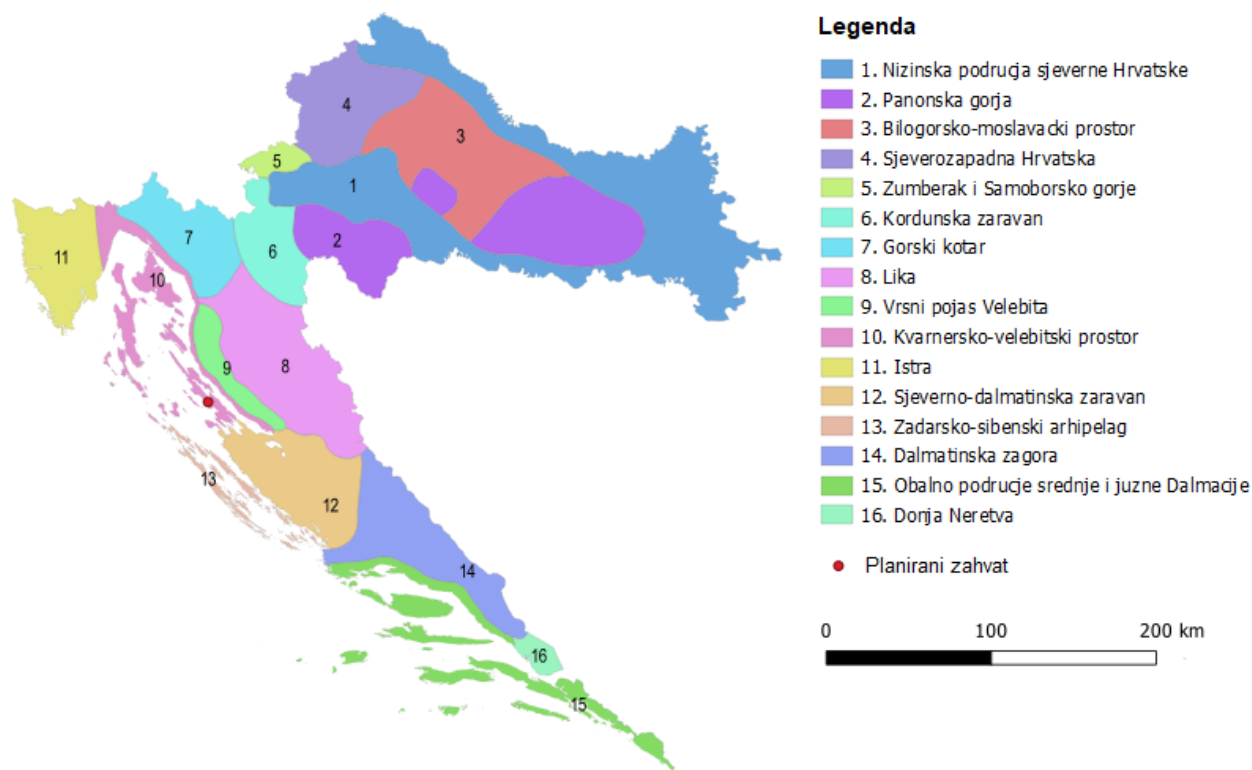 Legenda
1. Nizinska područja sjeverne Hrvatske
2. Panonska gorja
3. Bilogorsko-moslavacki prostor
4. Sjeverozapadna Hrvatska
5. Zumberak i Samoborsko gorje
6. Kordunska zaravan
7. Gorski kotar
8. Lika
9. Vrsni pojas Velebita
10. Kvarnersko-velebitski prostor
11. Istra
12. Sjeverno-dalmatinska zaravan
13. Zadarsko-sibenski arhipelag
14. Dalmatinska zagora
15. Obalno podrucje srednje i juzne Dalmacije
16. Donja Neretva
Planirani zahvat
0 100 200 km
4
3
5
1
7
6
2
11
10
9
8
13
12
14
16
15